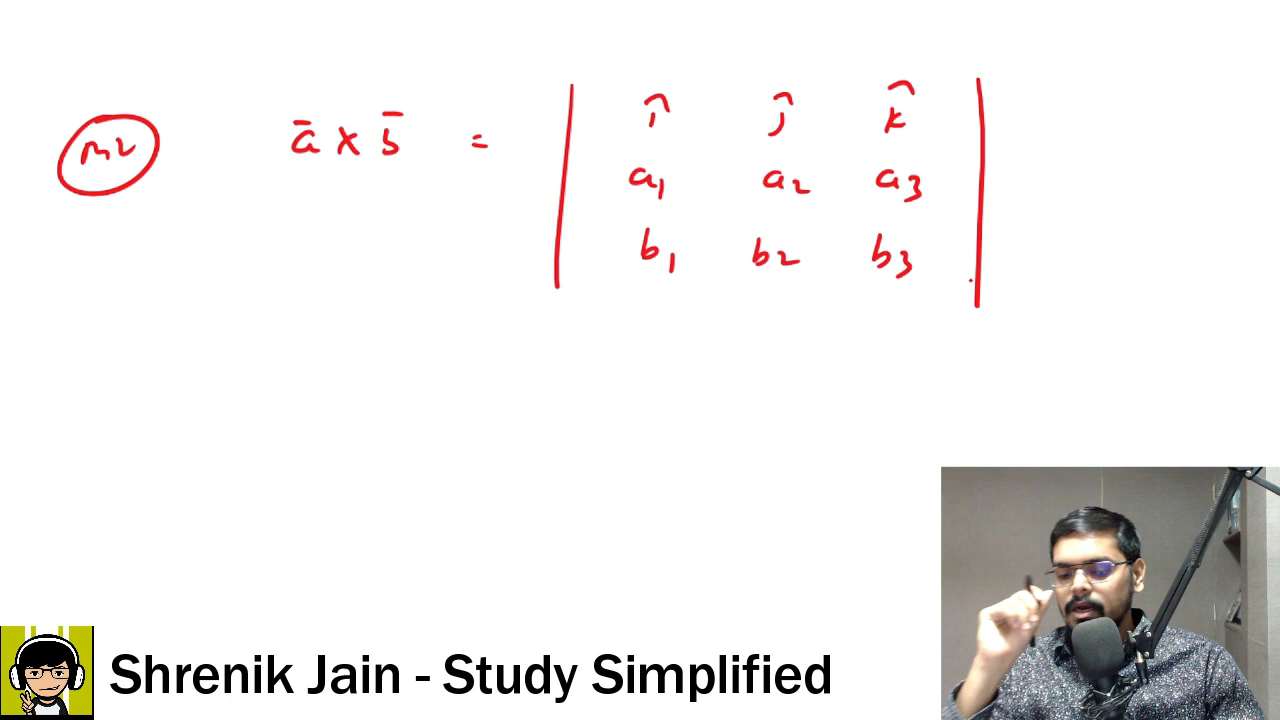 M2
ā × b̄ = | î ĵ k̂ |
| a₁ a₂ a₃ |
| b₁ b₂ b₃ |
Shrenik Jain - Study Simplified